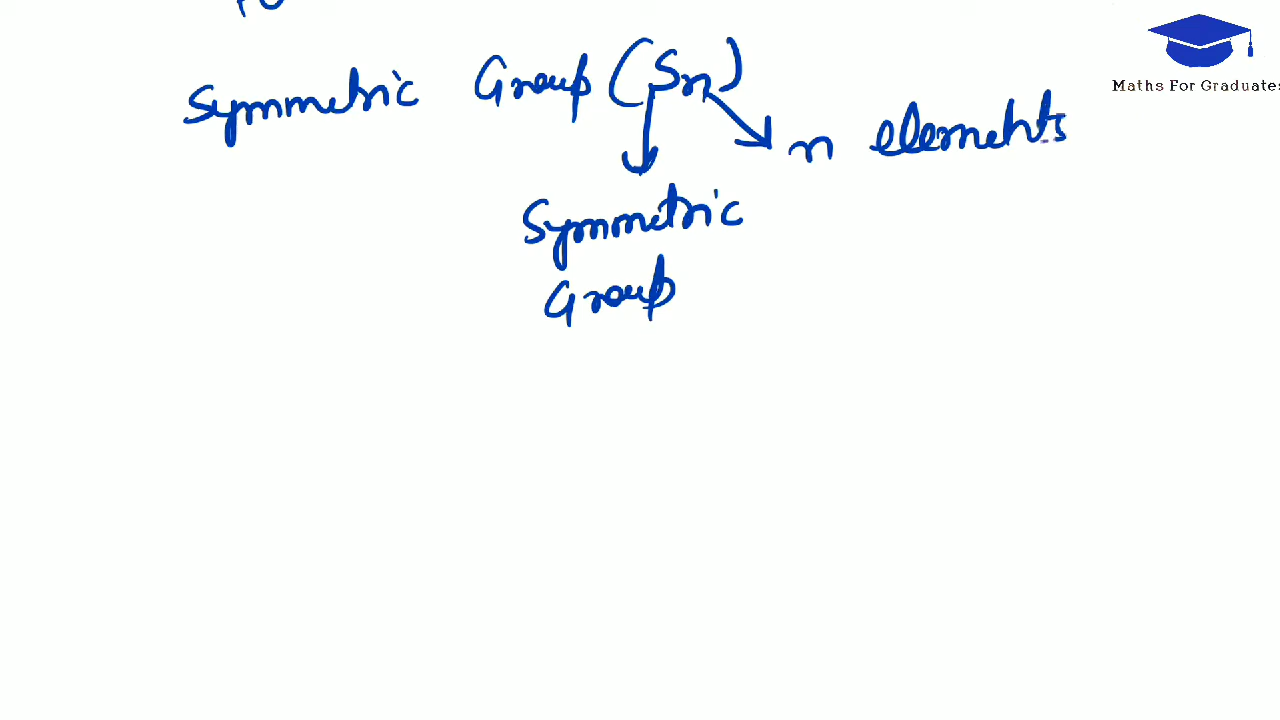 Symmetric Group (Sn)
n elements
Symmetric
Group
Maths For Graduates